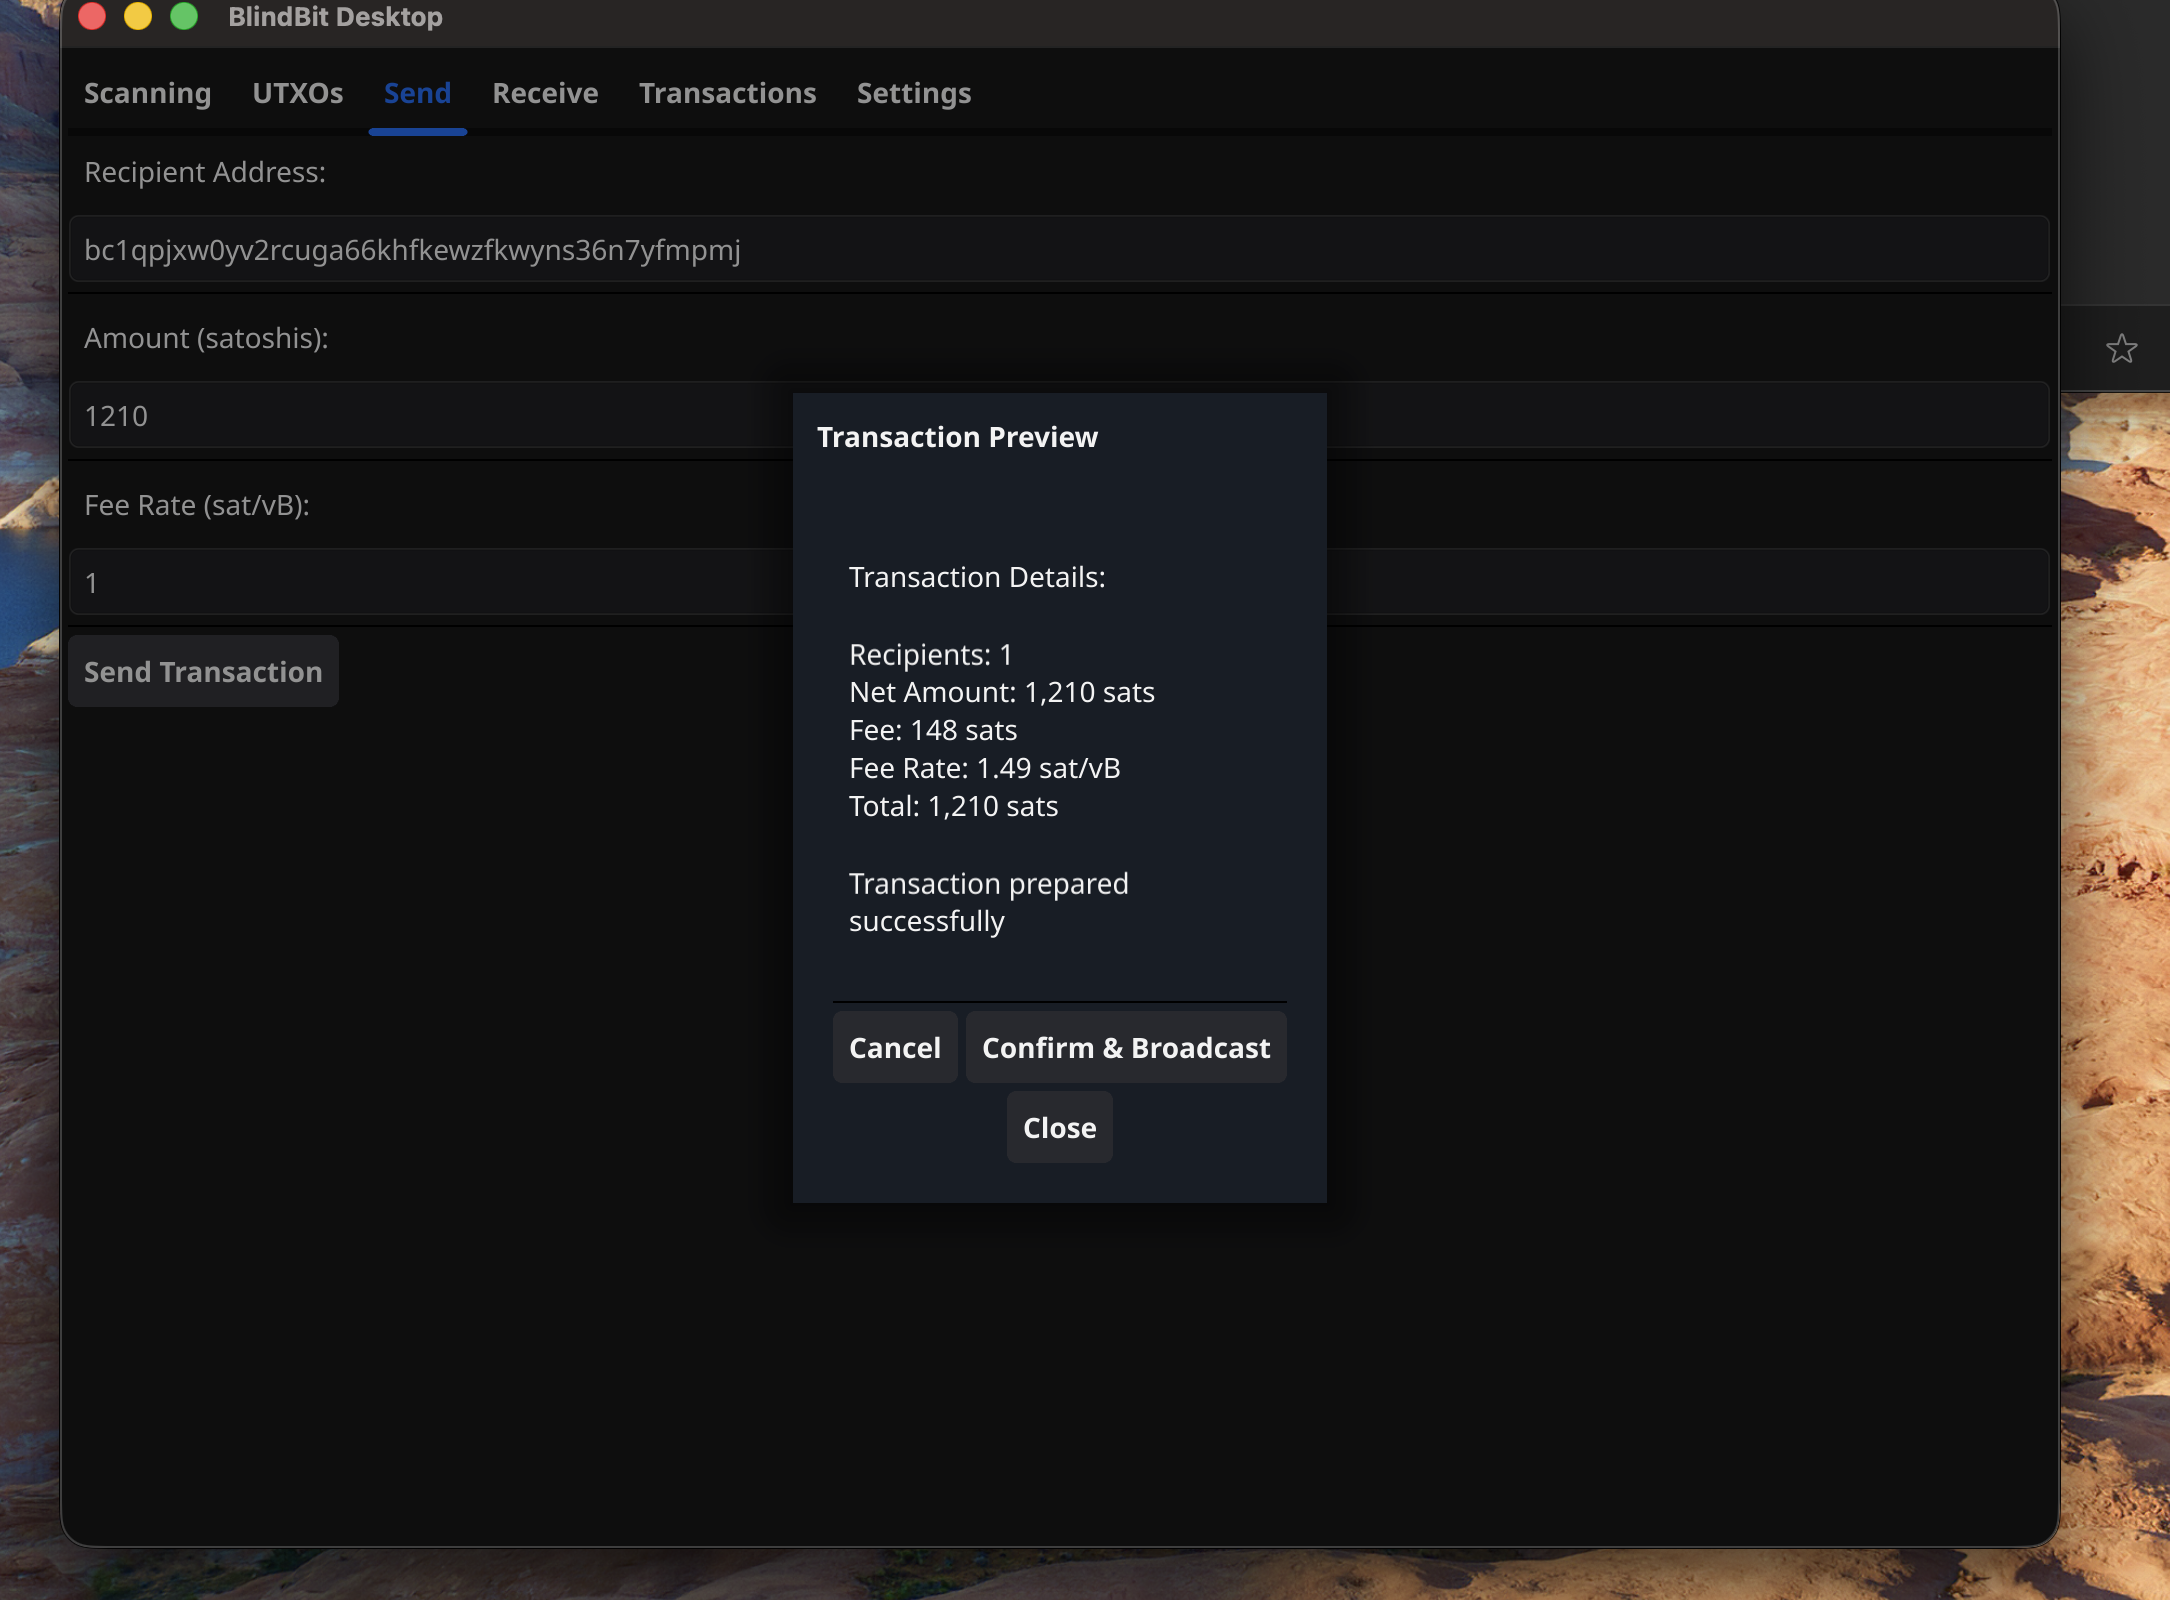 BlindBit Desktop
Scanning UTXOs Send Receive Transactions Settings
Recipient Address:
bc1qpjxw0yv2rcuga66khfkewzfkwyns36n7yfmpmj
Amount (satoshis):
1210
Fee Rate (sat/vB):
1
Send Transaction
Transaction Preview
Transaction Details:
Recipients: 1
Net Amount: 1,210 sats
Fee: 148 sats
Fee Rate: 1.49 sat/vB
Total: 1,210 sats
Transaction prepared
successfully
Cancel Confirm & Broadcast
Close